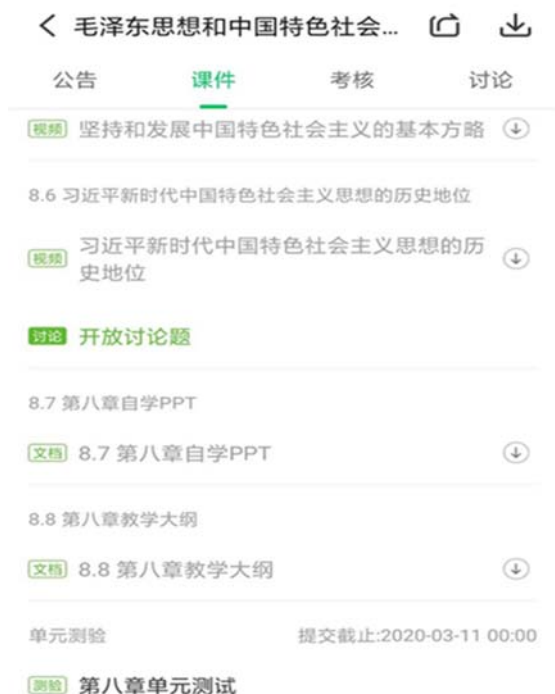 毛泽东思想和中国特色社会...
公告 课件 考核 讨论
视频 坚持和发展中国特色社会主义的基本方略
8.6 习近平新时代中国特色社会主义思想的历史地位
视频 习近平新时代中国特色社会主义思想的历
史地位
讨论 开放讨论题
8.7 第八章自学PPT
文档 8.7 第八章自学PPT
8.8 第八章教学大纲
文档 8.8 第八章教学大纲
单元测验 提交截止:2020-03-11 00:00
测验 第八章单元测试